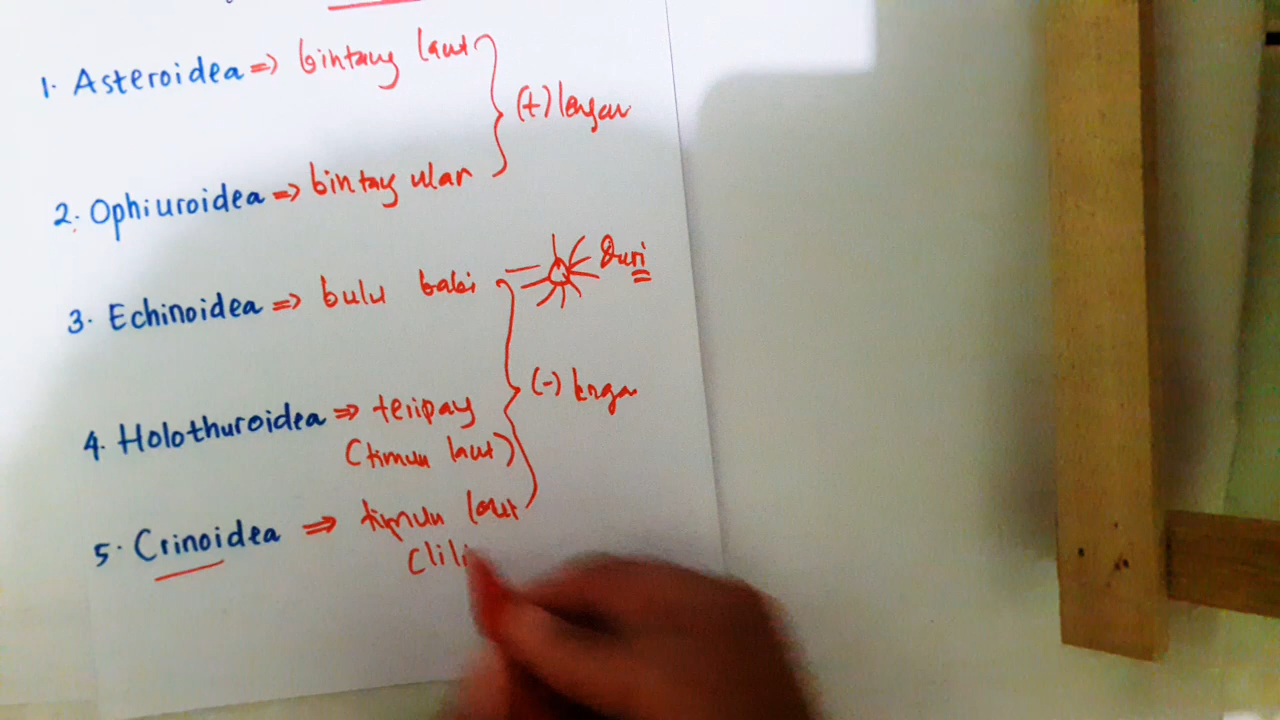 1. Asteroidea => bintang laut
(+) lengan
2. Ophiuroidea => bintang ular
3. Echinoidea => bulu babi
Duri
4. Holothuroidea => teripang
(timun laut)
(-) lengan
5. Crinoidea => timun laut
(lili